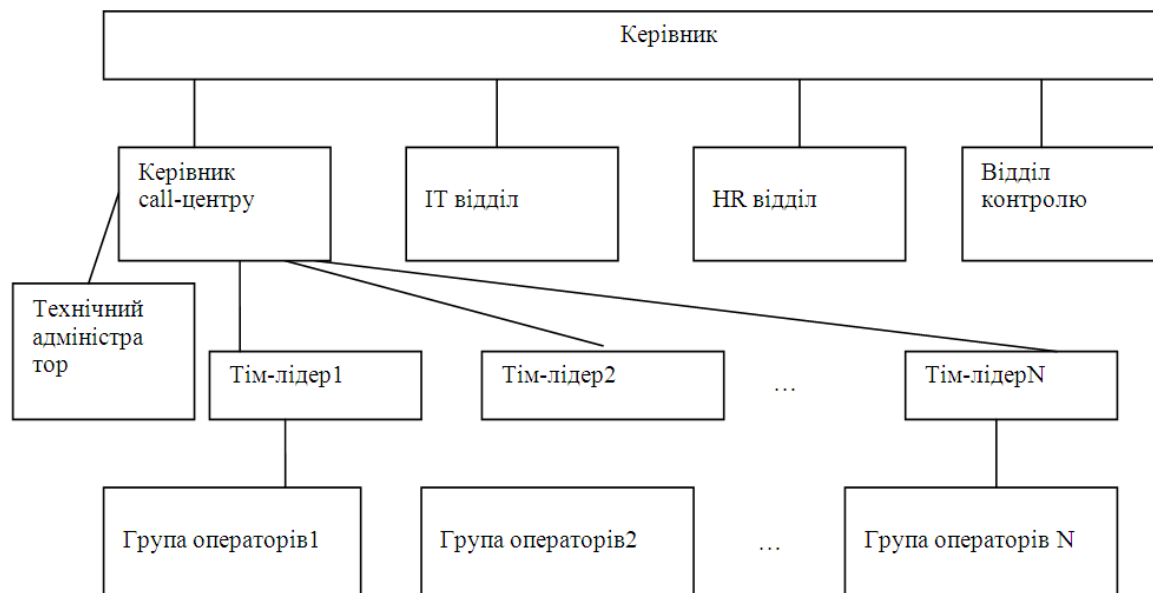 Керівник
Керівник
call-центру
IT відділ
HR відділ
Відділ
контролю
Технічний
адміністра
тор
Тім-лідер1
Тім-лідер2
...
Тім-лідерN
Група операторів1
Група операторів2
...
Група операторів N